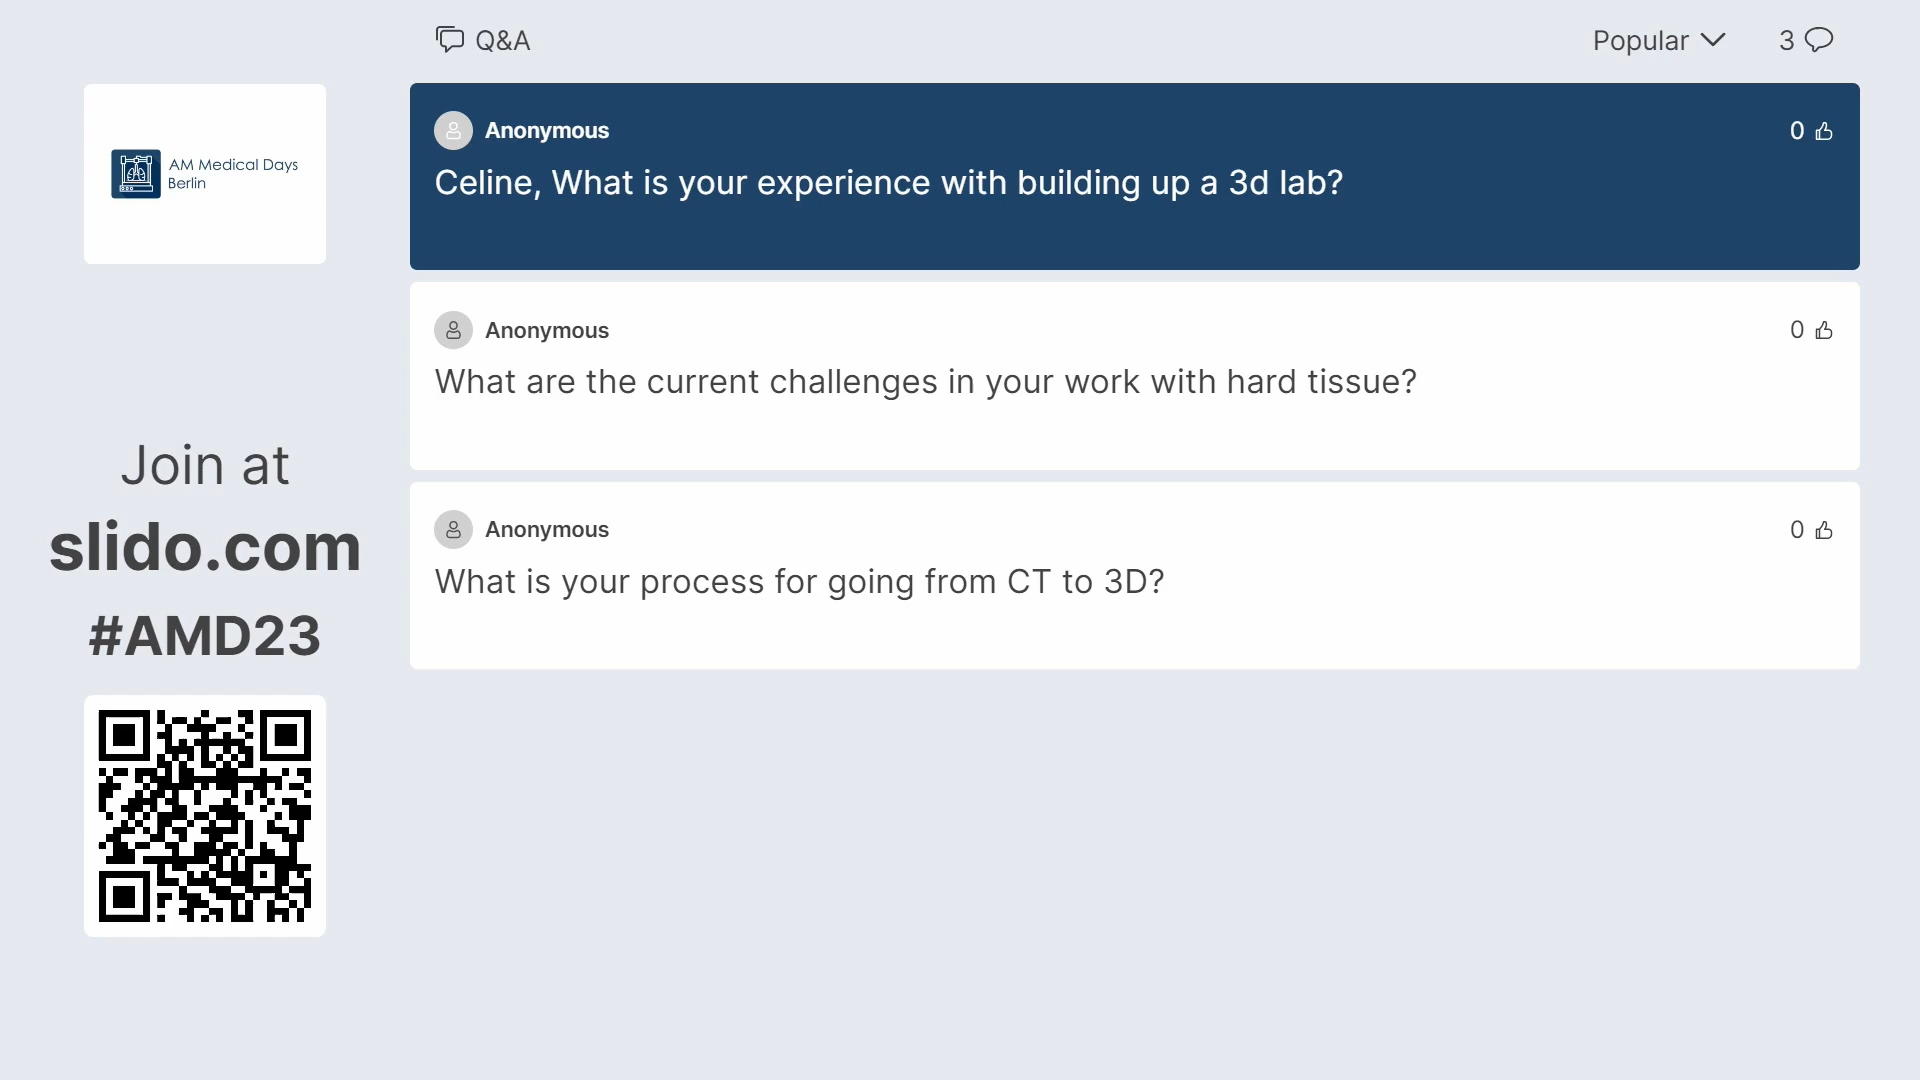 Q&A
Popular
3
AM Medical Days
Berlin
Anonymous
0
Celine, What is your experience with building up a 3d lab?
Anonymous
0
What are the current challenges in your work with hard tissue?
Anonymous
0
What is your process for going from CT to 3D?
Join at
slido.com
#AMD23